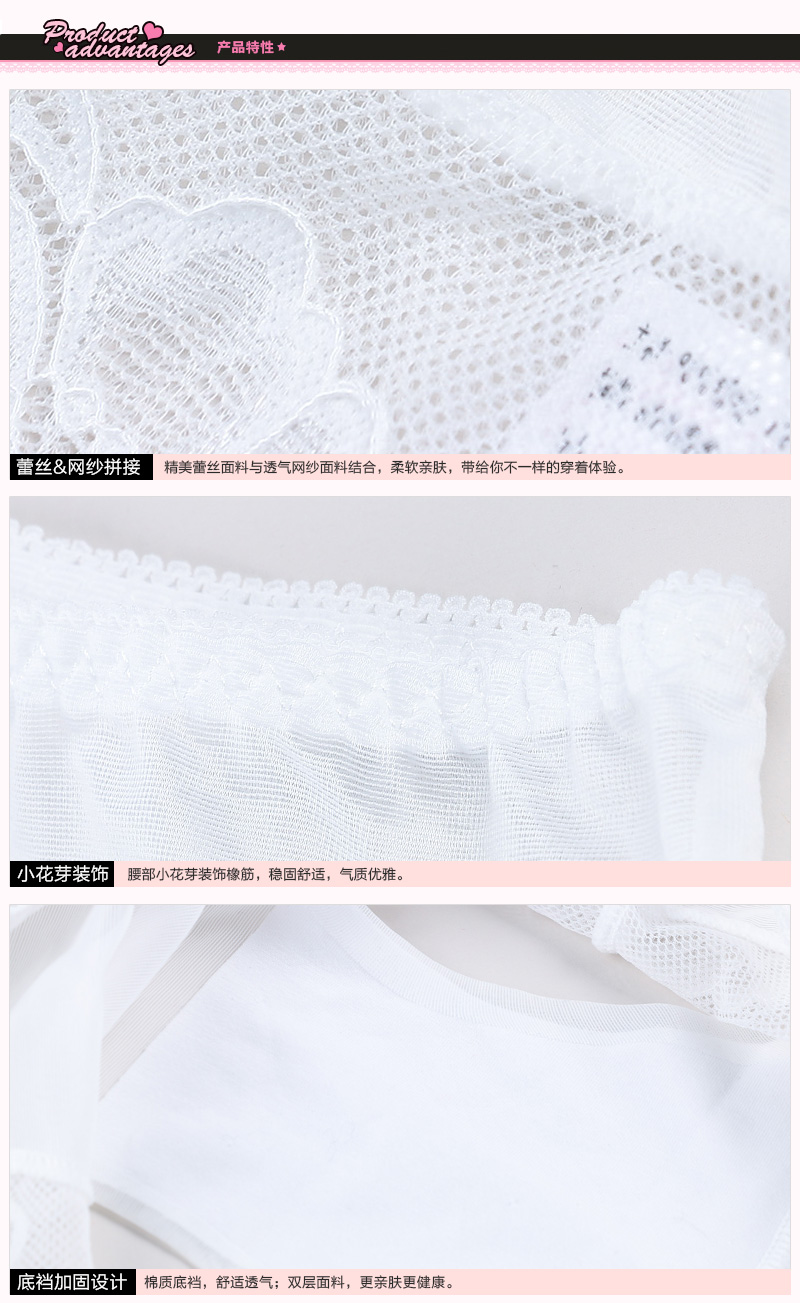 Product
advantages
产品特性
蕾丝&网纱拼接
精美蕾丝面料与透气网纱面料结合，柔软亲肤，带给你不一样的穿着体验。
小花芽装饰
腰部小花芽装饰橡筋，稳固舒适，气质优雅。
底裆加固设计
棉质底裆，舒适透气；双层面料，更亲肤更健康。